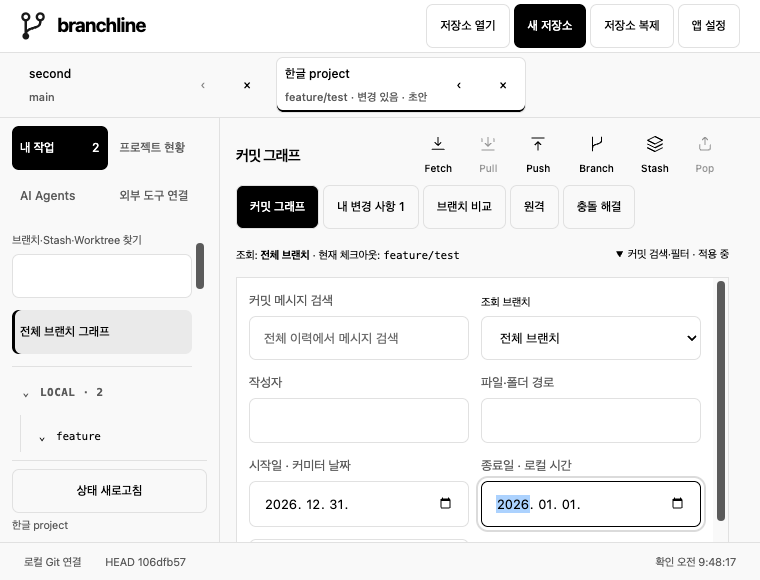 branchline
저장소 열기
새 저장소
저장소 복제
앱 설정
second
main
한글 project
feature/test · 변경 있음 · 초안
내 작업 2
프로젝트 현황
AI Agents
외부 도구 연결
브랜치·Stash·Worktree 찾기
전체 브랜치 그래프
LOCAL · 2
feature
상태 새로고침
한글 project
커밋 그래프
Fetch
Pull
Push
Branch
Stash
Pop
커밋 그래프
내 변경 사항 1
브랜치 비교
원격
충돌 해결
조회: 전체 브랜치 · 현재 체크아웃: feature/test
▼ 커밋 검색·필터 · 적용 중
커밋 메시지 검색
전체 이력에서 메시지 검색
조회 브랜치
전체 브랜치
작성자
파일·폴더 경로
시작일 · 커미터 날짜
2026. 12. 31.
종료일 · 로컬 시간
2026. 01. 01.
로컬 Git 연결
HEAD 106dfb57
확인 오전 9:48:17